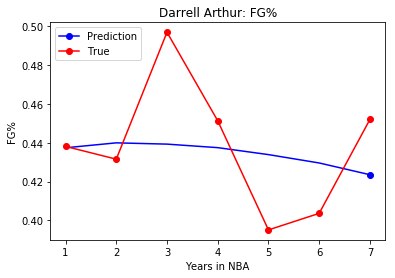 Darrell Arthur: FG%
Prediction
True
0.50
0.48
0.46
0.44
0.42
0.40
FG%
1 2 3 4 5 6 7
Years in NBA